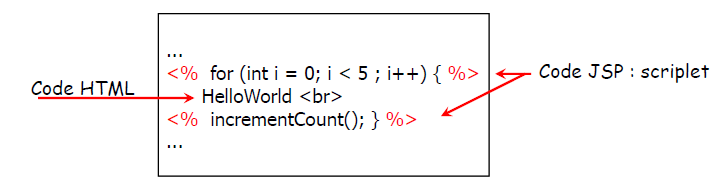 ...
<% for (int i = 0; i < 5 ; i++) { %>
Code JSP : scriplet
Code HTML
HelloWorld <br>
<% incrementCount(); } %>
...